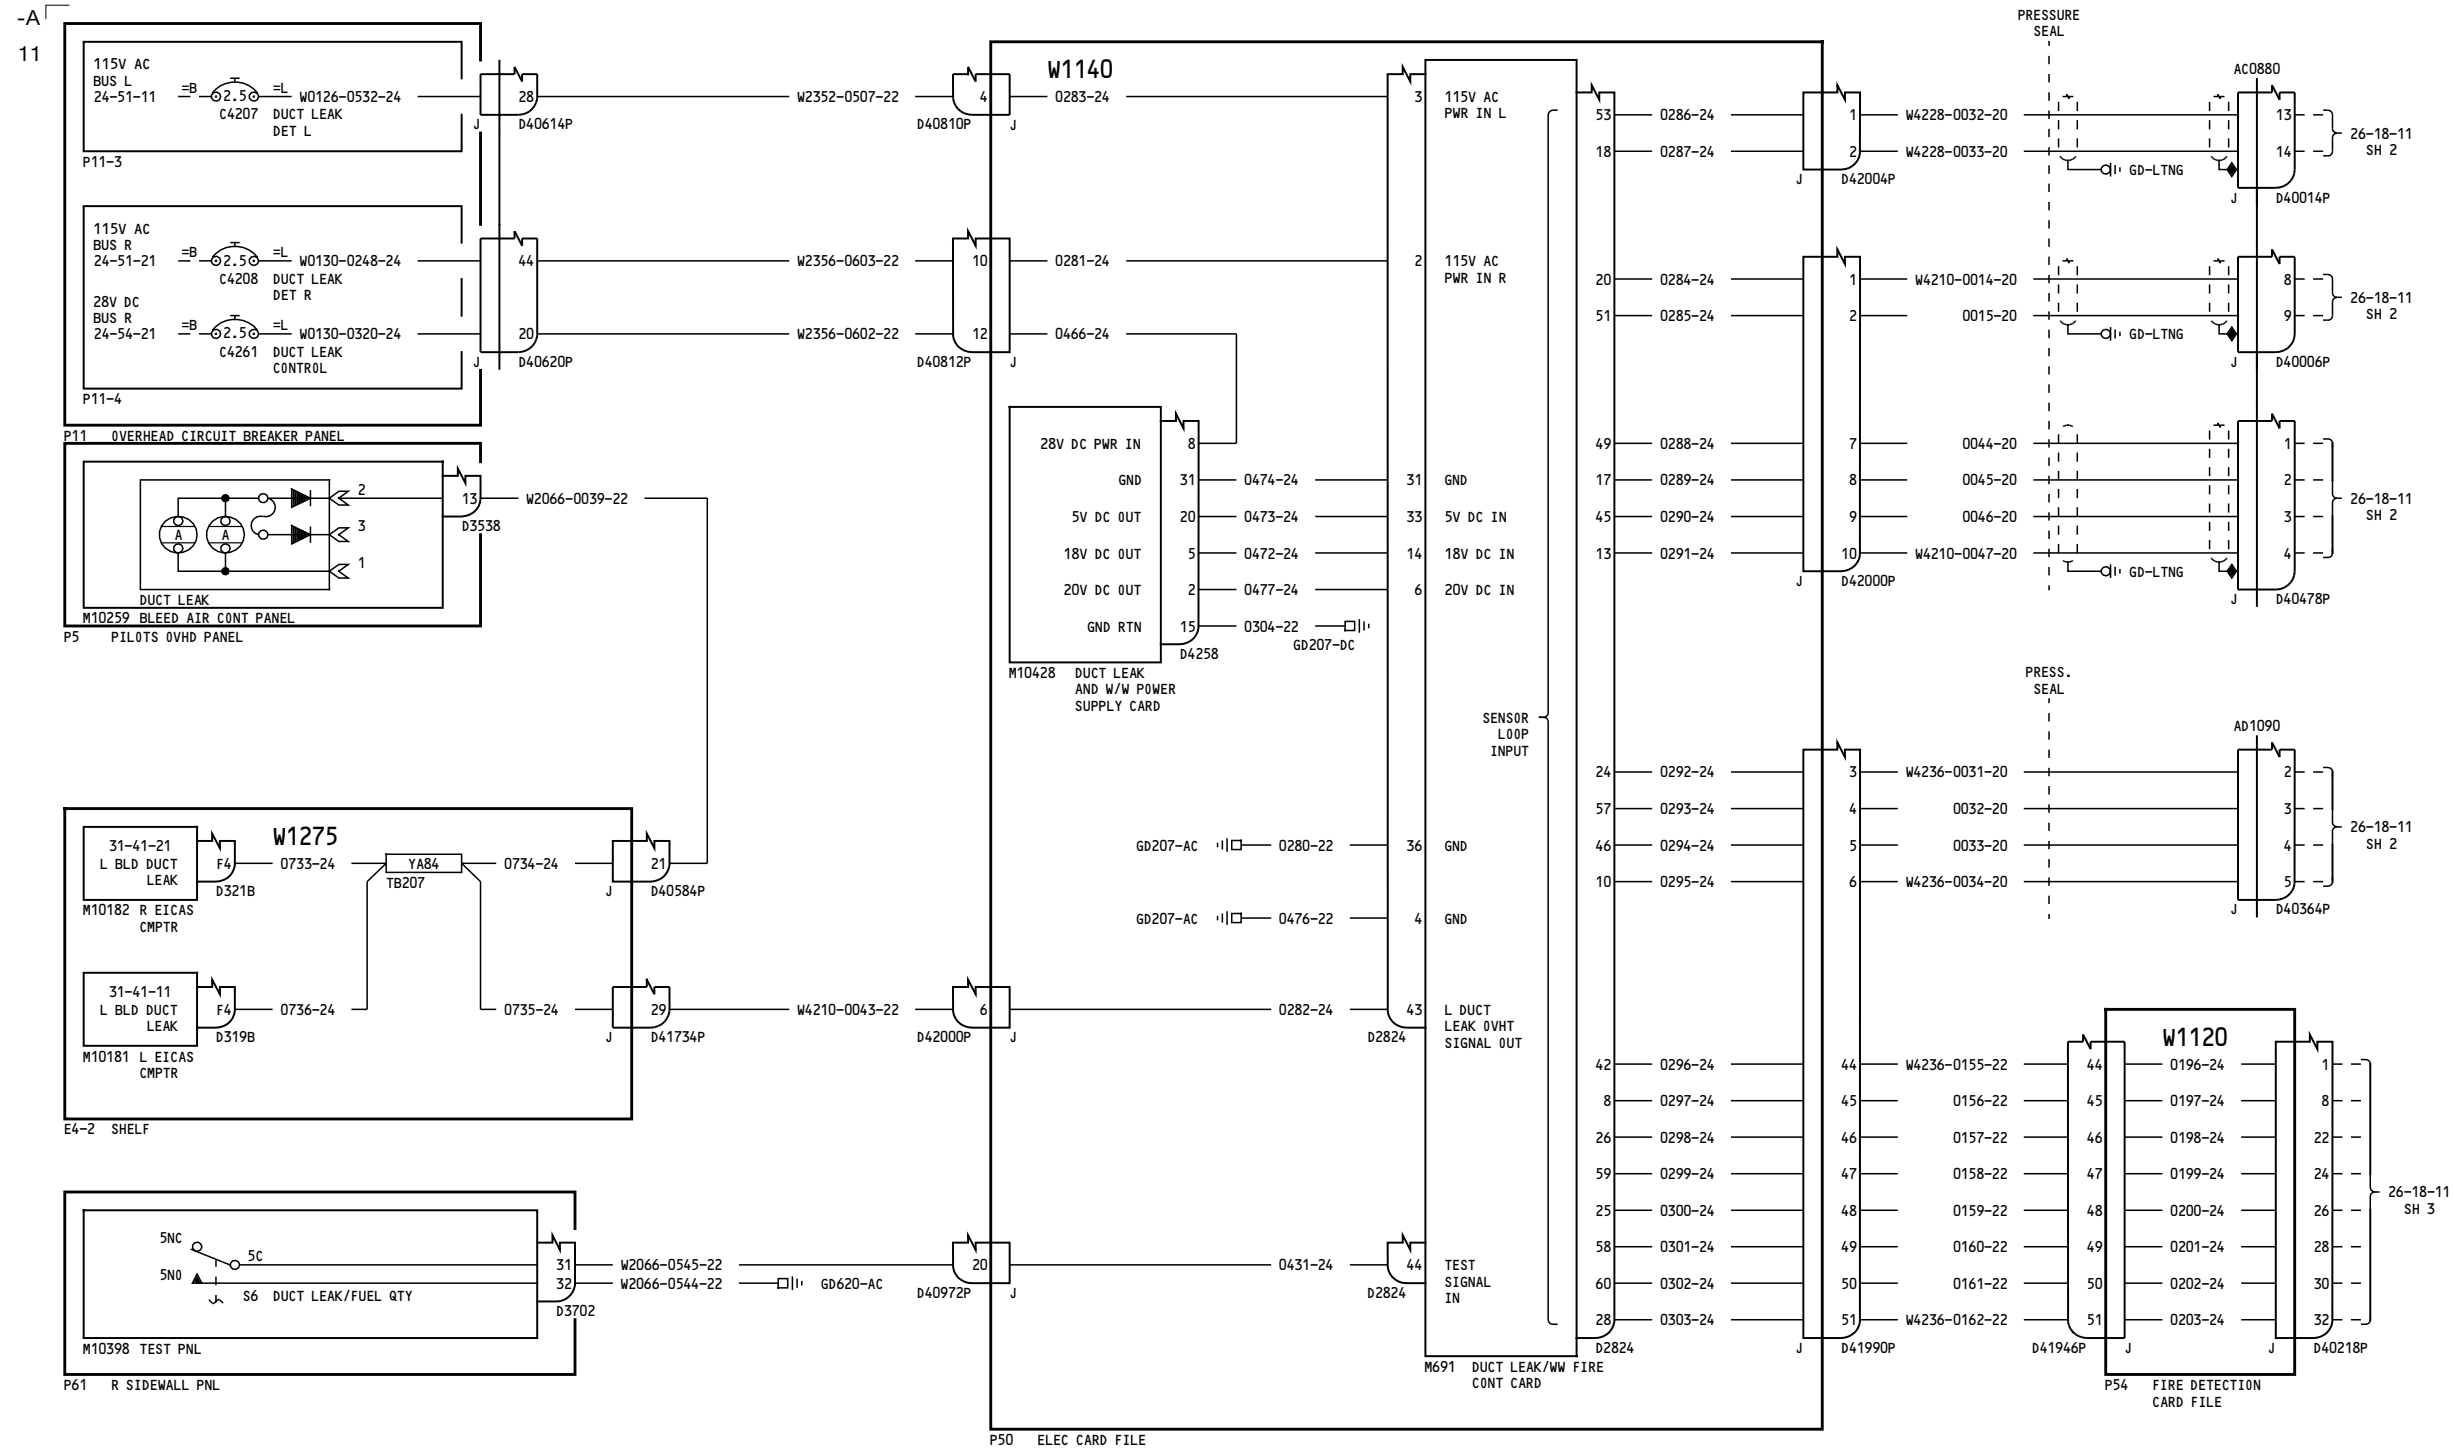 -A
11
115V AC
BUS L
24-51-11
=B
2.5
=L
W0126-0532-24
C4207
DUCT LEAK
DET L
P11-3
28
J
D40614P
W2352-0507-22
4
D40810P
J
115V AC
BUS R
24-51-21
=B
2.5
=L
W0130-0248-24
C4208
DUCT LEAK
DET R
28V DC
BUS R
24-54-21
=B
2.5
=L
W0130-0320-24
C4261
DUCT LEAK
CONTROL
P11-4
44
20
J
D40620P
W2356-0603-22
W2356-0602-22
10
12
D40812P
J
P11 OVERHEAD CIRCUIT BREAKER PANEL
A
A
2
3
1
DUCT LEAK
M10259 BLEED AIR CONT PANEL
P5 PILOTS OVHD PANEL
13
D3538
W2066-0039-22
W1275
31-41-21
L BLD DUCT
LEAK
F4
D321B
M10182 R EICAS
CMPTR
0733-24
YA84
TB207
0734-24
21
J
D40584P
31-41-11
L BLD DUCT
LEAK
F4
D319B
M10181 L EICAS
CMPTR
0736-24
0735-24
29
J
D41734P
W4210-0043-22
6
D42000P
J
E4-2 SHELF
5NC
5C
5NO
S6 DUCT LEAK/FUEL QTY
M10398 TEST PNL
P61 R SIDEWALL PNL
31
32
D3702
W2066-0545-22
W2066-0544-22
GD620-AC
20
D40972P
J
W1140
0283-24
3
0281-24
2
0466-24
28V DC PWR IN
8
GND
31
0474-24
31
5V DC OUT
20
0473-24
33
18V DC OUT
5
0472-24
14
20V DC OUT
2
0477-24
6
GND RTN
15
0304-22
GD207-DC
D4258
M10428 DUCT LEAK
AND W/W POWER
SUPPLY CARD
GD207-AC
0280-22
36
GD207-AC
0476-22
4
0282-24
43
D2824
0431-24
44
D2824
115V AC
PWR IN L
115V AC
PWR IN R
GND
5V DC IN
18V DC IN
20V DC IN
SENSOR
LOOP
INPUT
GND
GND
L DUCT
LEAK OVHT
SIGNAL OUT
TEST
SIGNAL
IN
M691 DUCT LEAK/WW FIRE
CONT CARD
P50 ELEC CARD FILE
PRESSURE
SEAL
AC0880
53
0286-24
1
W4228-0032-20
13
18
0287-24
2
W4228-0033-20
14
J
D42004P
GD-LTNG
J
D40014P
26-18-11
SH 2
20
0284-24
1
W4210-0014-20
8
51
0285-24
2
0015-20
9
GD-LTNG
J
D40006P
26-18-11
SH 2
49
0288-24
7
0044-20
1
17
0289-24
8
0045-20
2
45
0290-24
9
0046-20
3
13
0291-24
10
W4210-0047-20
4
J
D42000P
GD-LTNG
J
D40478P
26-18-11
SH 2
PRESS.
SEAL
AD1090
24
0292-24
3
W4236-0031-20
2
57
0293-24
4
0032-20
3
46
0294-24
5
0033-20
4
10
0295-24
6
W4236-0034-20
5
J
D40364P
26-18-11
SH 2
W1120
42
0296-24
44
W4236-0155-22
44
0196-24
1
8
0297-24
45
0156-22
45
0197-24
8
26
0298-24
46
0157-22
46
0198-24
22
59
0299-24
47
0158-22
47
0199-24
24
25
0300-24
48
0159-22
48
0200-24
26
58
0301-24
49
0160-22
49
0201-24
28
60
0302-24
50
0161-22
50
0202-24
30
28
0303-24
51
W4236-0162-22
51
0203-24
32
D2824
J
D41990P
D41946P
J
J
D40218P
26-18-11
SH 3
P54 FIRE DETECTION
CARD FILE